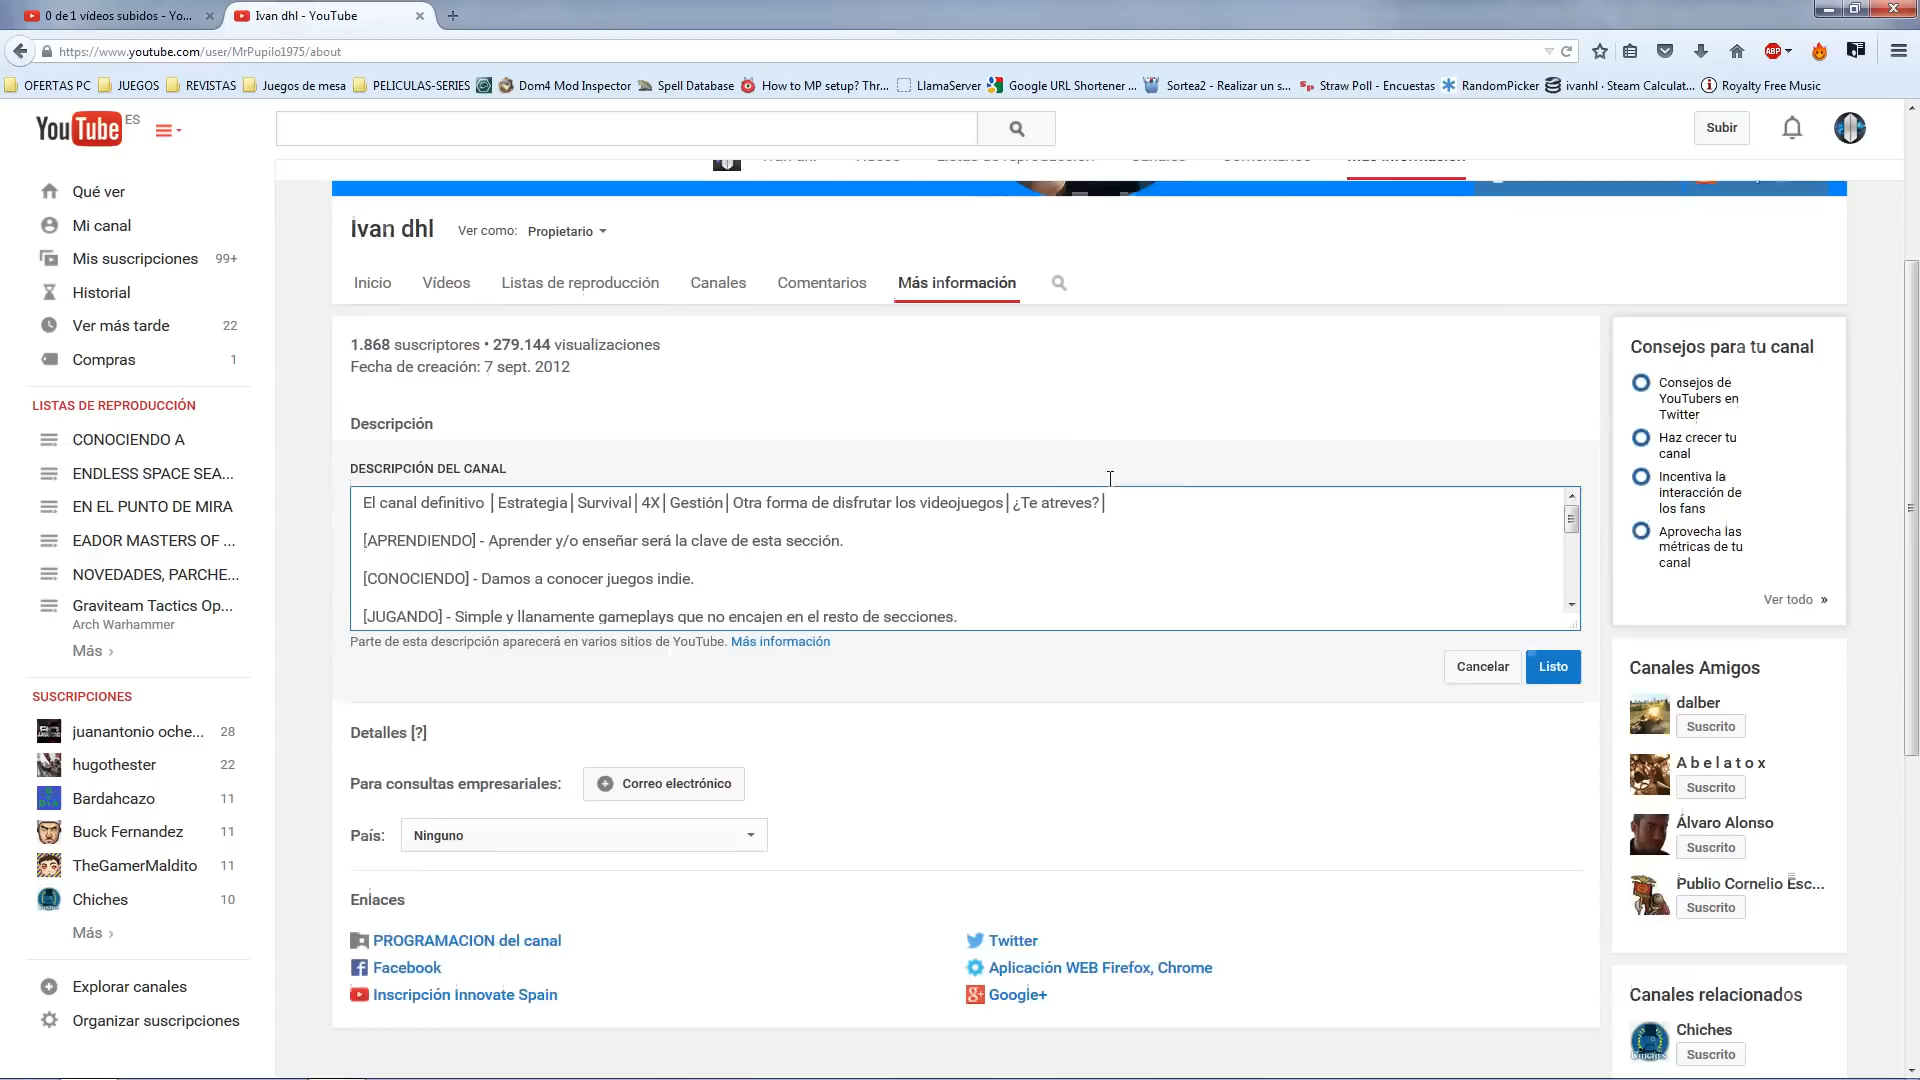 0 de 1 vídeos subidos - Yo...
Ivan dhl - YouTube
https://www.youtube.com/user/MrPupilo1975/about
OFERTAS PC
JUEGOS
REVISTAS
Juegos de mesa
PELICULAS-SERIES
Dom4 Mod Inspector
Spell Database
How to MP setup? Thr...
LlamaServer
Google URL Shortener ...
Sortea2 - Realizar un s...
Straw Poll - Encuestas
RandomPicker
ivanhl · Steam Calculat...
Royalty Free Music
YouTube ES
Subir
Qué ver
Mi canal
Mis suscripciones 99+
Historial
Ver más tarde 22
Compras 1
LISTAS DE REPRODUCCIÓN
CONOCIENDO A
ENDLESS SPACE SEA...
EN EL PUNTO DE MIRA
EADOR MASTERS OF ...
NOVEDADES, PARCHE...
Graviteam Tactics Op...
Arch Warhammer
Más ›
SUSCRIPCIONES
juanantonio oche... 28
hugothester 22
Bardahcazo 11
Buck Fernandez 11
TheGamerMaldito 11
Chiches 10
Más ›
Explorar canales
Organizar suscripciones
Ivan dhl
Ver como: Propietario
Inicio
Vídeos
Listas de reproducción
Canales
Comentarios
Más información
1.868 suscriptores • 279.144 visualizaciones
Fecha de creación: 7 sept. 2012
Descripción
DESCRIPCIÓN DEL CANAL
El canal definitivo │Estrategia│Survival│4X│Gestión│Otra forma de disfrutar los videojuegos│¿Te atreves?│
[APRENDIENDO] - Aprender y/o enseñar será la clave de esta sección.
[CONOCIENDO] - Damos a conocer juegos indie.
[JUGANDO] - Simple y llanamente gameplays que no encajen en el resto de secciones.
Parte de esta descripción aparecerá en varios sitios de YouTube. Más información
Cancelar
Listo
Detalles [?]
Para consultas empresariales:
Correo electrónico
País:
Ninguno
Enlaces
PROGRAMACION del canal
Facebook
Inscripción Innovate Spain
Twitter
Aplicación WEB Firefox, Chrome
Google+
Consejos para tu canal
Consejos de
YouTubers en
Twitter
Haz crecer tu
canal
Incentiva la
interacción de
los fans
Aprovecha las
métricas de tu
canal
Ver todo »
Canales Amigos
dalber
Suscrito
A b e l a t o x
Suscrito
Álvaro Alonso
Suscrito
Publio Cornelio Esc...
Suscrito
Canales relacionados
Chiches
Suscrito